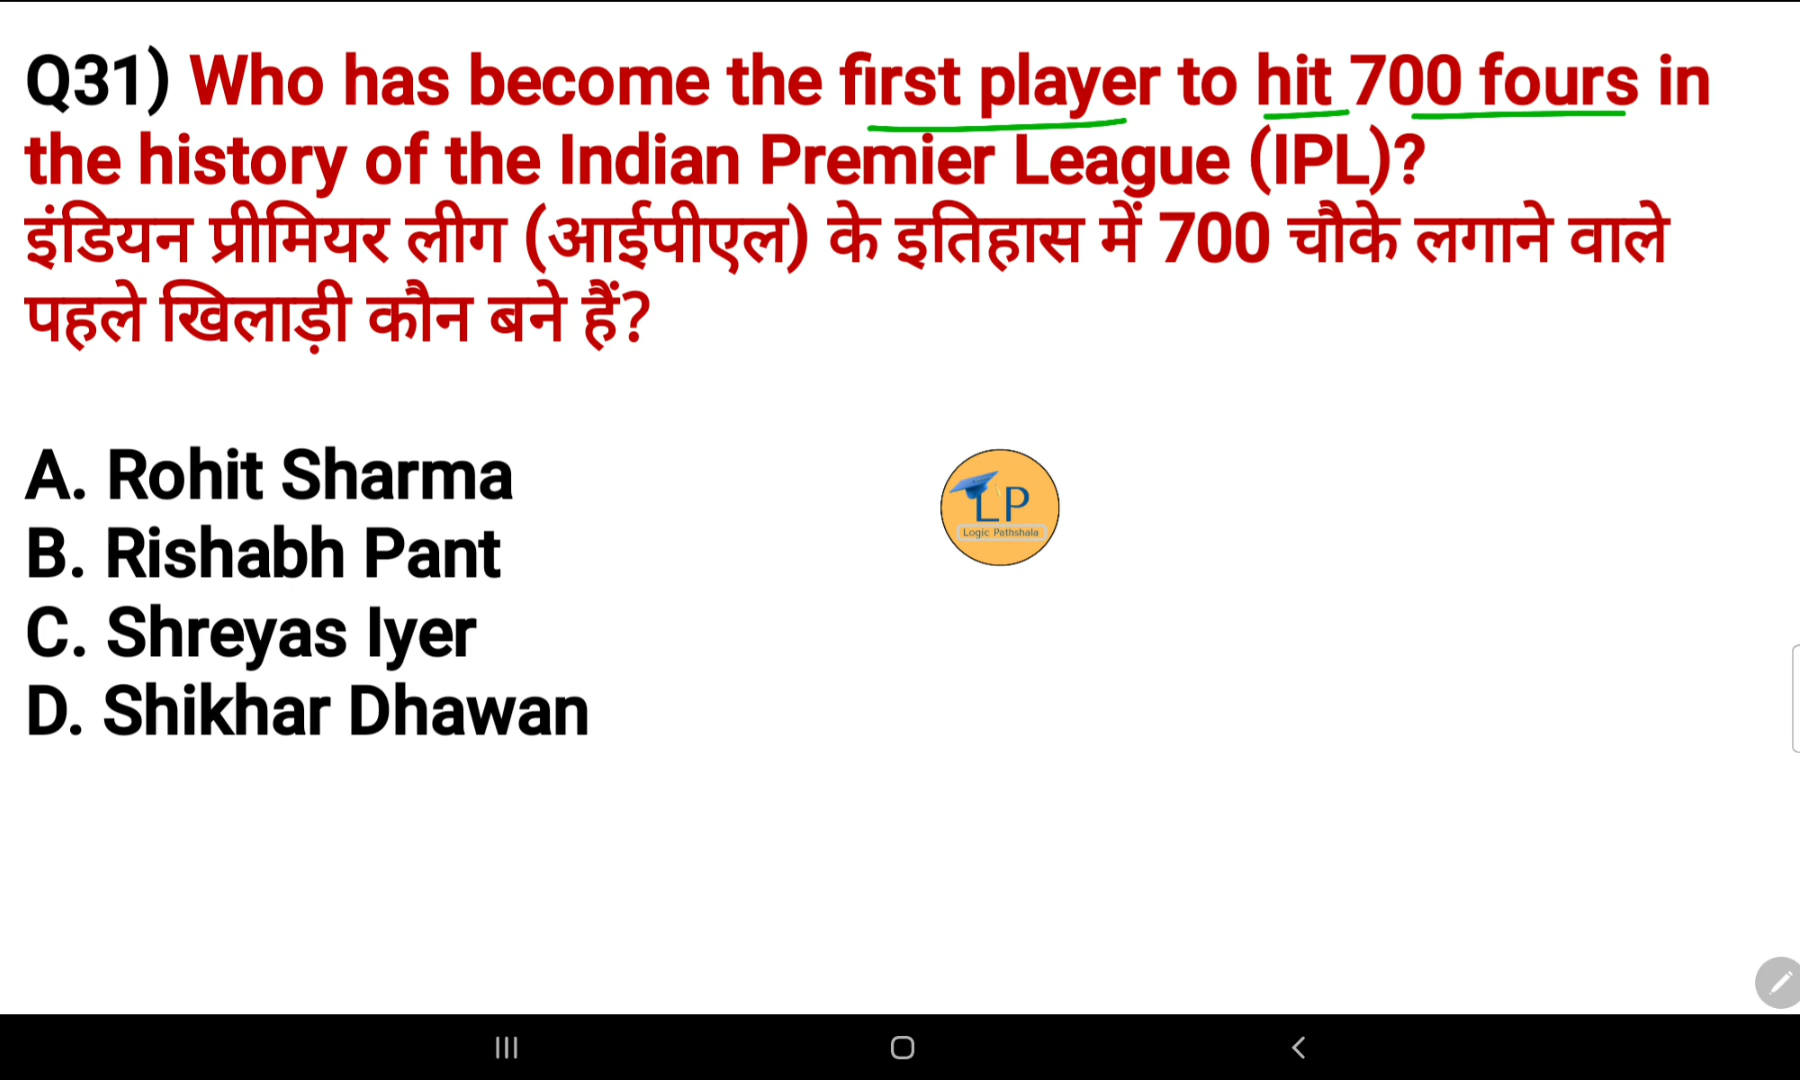 Q31) Who has become the first player to hit 700 fours in
the history of the Indian Premier League (IPL)?
इंडियन प्रीमियर लीग (आईपीएल) के इतिहास में 700 चौके लगाने वाले
पहले खिलाड़ी कौन बने हैं?
A. Rohit Sharma
B. Rishabh Pant
C. Shreyas Iyer
D. Shikhar Dhawan
LP
Logic Pathshala